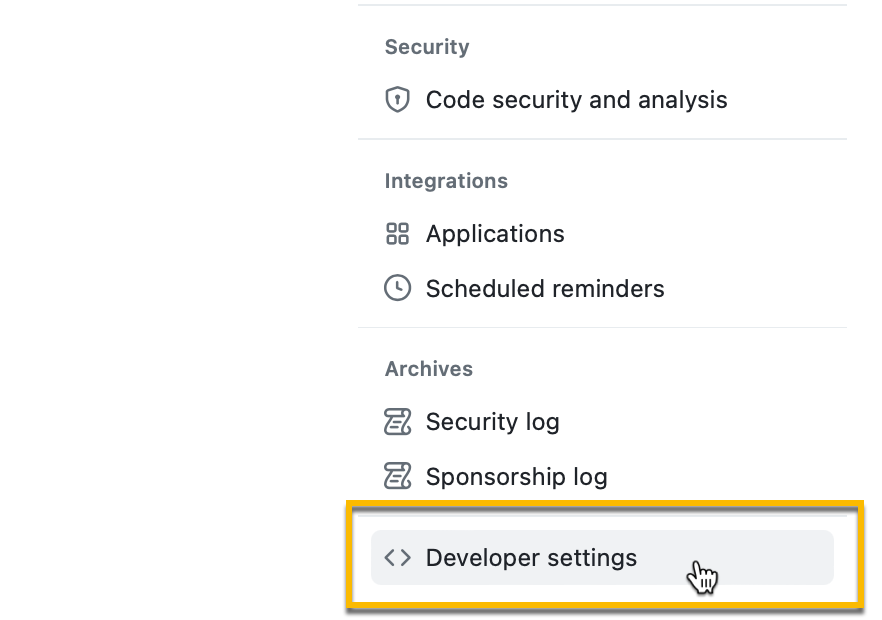 Security
Code security and analysis
Integrations
Applications
Scheduled reminders
Archives
Security log
Sponsorship log
Developer settings